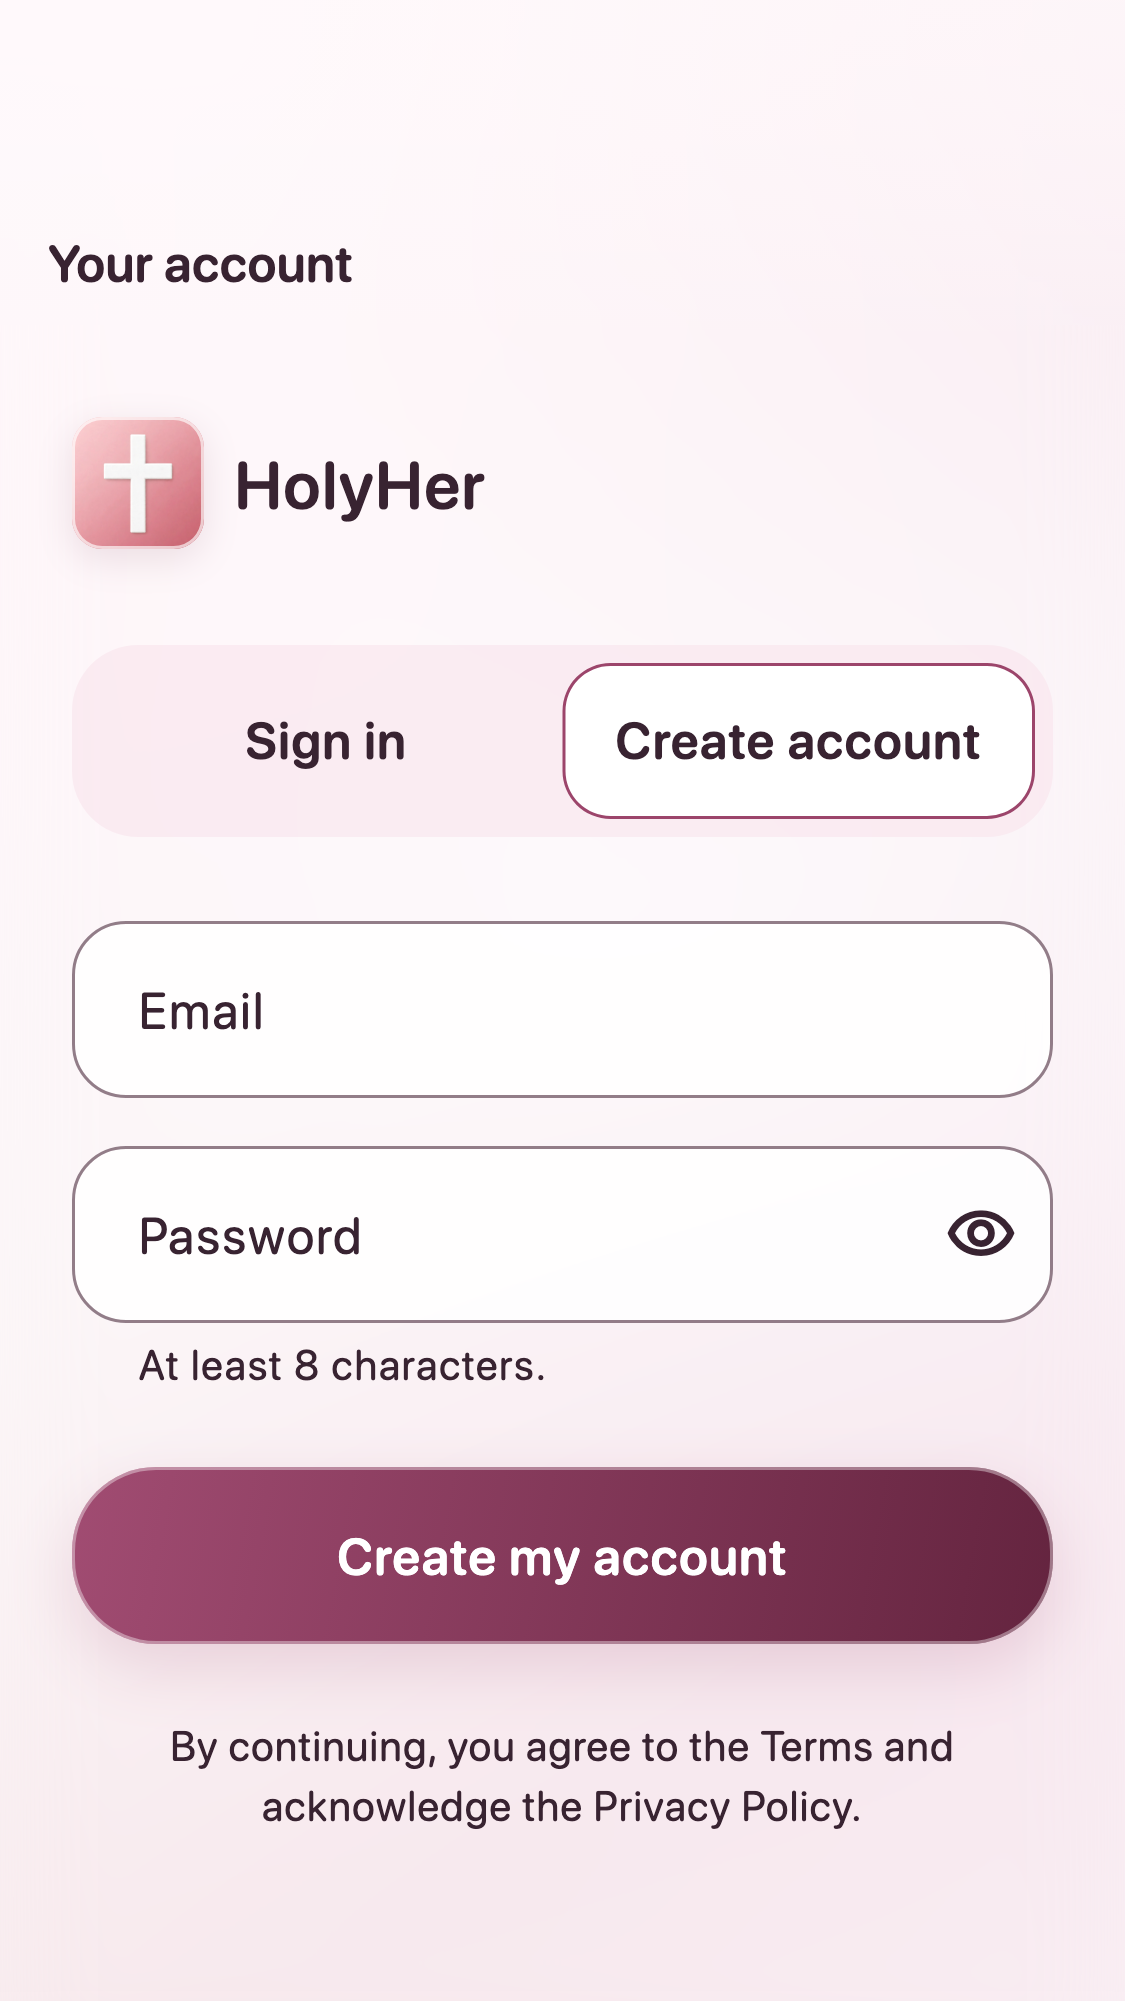 Your account
HolyHer
Sign in
Create account
Email
Password
At least 8 characters.
Create my account
By continuing, you agree to the Terms and
acknowledge the Privacy Policy.